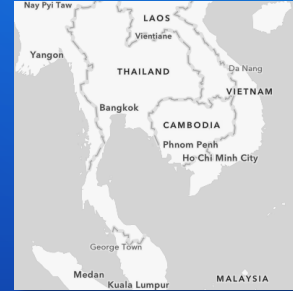 Nay Pyi Taw
LAOS
Vientiane
Yangon
THAILAND
Da Nang
VIETNAM
Bangkok
CAMBODIA
Phnom Penh
Ho Chi Minh City
George Town
Medan
Kuala Lumpur
MALAYSIA